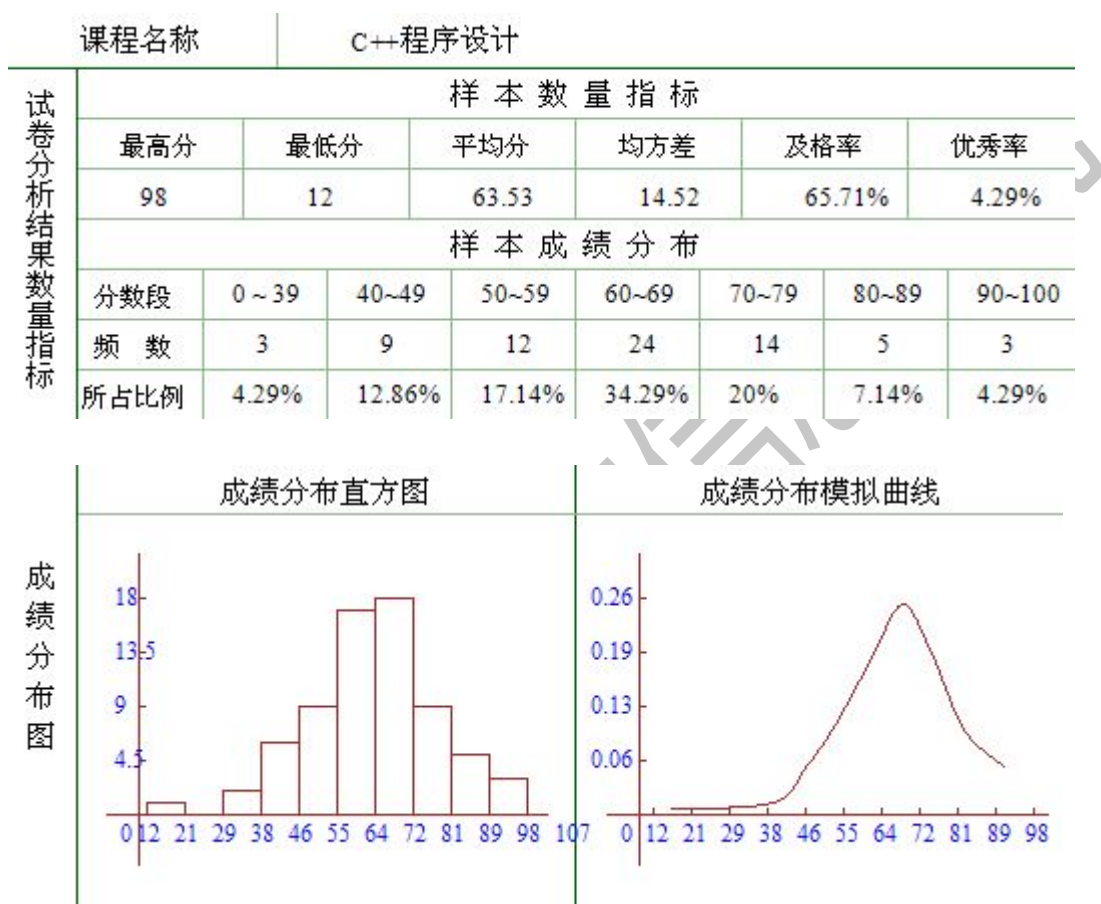 课程名称 C++程序设计
试卷分析结果数量指标
样 本 数 量 指 标
最高分 最低分 平均分 均方差 及格率 优秀率
98 12 63.53 14.52 65.71% 4.29%
样 本 成 绩 分 布
分数段 0~39 40~49 50~59 60~69 70~79 80~89 90~100
频 数 3 9 12 24 14 5 3
所占比例 4.29% 12.86% 17.14% 34.29% 20% 7.14% 4.29%
成绩分布图
成绩分布直方图
18
13.5
9
4.5
0 12 21 29 38 46 55 64 72 81 89 98 107
成绩分布模拟曲线
0.26
0.19
0.13
0.06
0 12 21 29 38 46 55 64 72 81 89 98